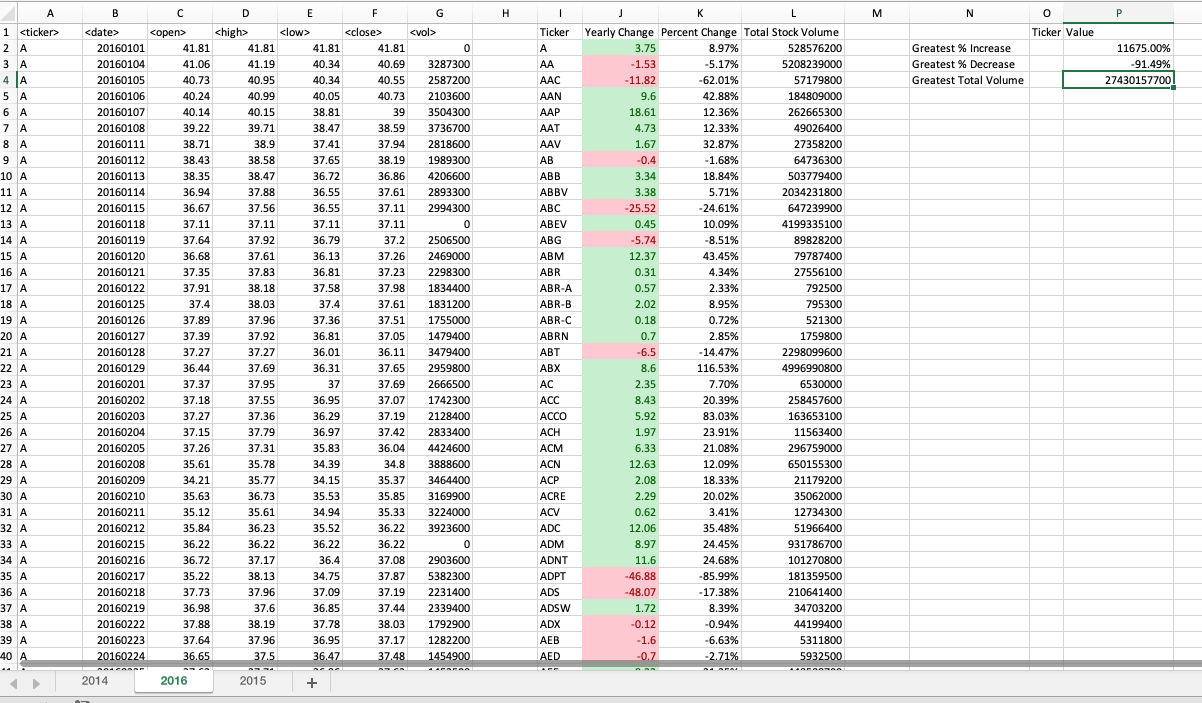 A B C D E F G H I J K L M N O P
1 <ticker> <date> <open> <high> <low> <close> <vol> Ticker Yearly Change Percent Change Total Stock Volume Ticker Value
2 A 20160101 41.81 41.81 41.81 41.81 0 A 3.75 8.97% 528576200 Greatest % Increase 11675.00%
3 A 20160104 41.06 41.19 40.34 40.69 3287300 AA -1.53 -5.17% 5208239000 Greatest % Decrease -91.49%
4 A 20160105 40.73 40.95 40.34 40.55 2587200 AAC -11.82 -62.01% 57179800 Greatest Total Volume 27430157700
5 A 20160106 40.24 40.99 40.05 40.73 2103600 AAN 9.6 42.88% 184809000
6 A 20160107 40.14 40.15 38.81 39 3504300 AAP 18.61 12.36% 262665300
7 A 20160108 39.22 39.71 38.47 38.59 3736700 AAT 4.73 12.33% 49026400
8 A 20160111 38.71 38.9 37.41 37.94 2818600 AAV 1.67 32.87% 27358200
9 A 20160112 38.43 38.58 37.65 38.19 1989300 AB -0.4 -1.68% 64736300
10 A 20160113 38.35 38.47 36.72 36.86 4206600 ABB 3.34 18.84% 503779400
11 A 20160114 36.94 37.88 36.55 37.61 2893300 ABBV 3.38 5.71% 2034231800
12 A 20160115 36.67 37.56 36.55 37.11 2994300 ABC -25.52 -24.61% 647239900
13 A 20160118 37.11 37.11 37.11 37.11 0 ABEV 0.45 10.09% 4199335100
14 A 20160119 37.64 37.92 36.79 37.2 2506500 ABG -5.74 -8.51% 89828200
15 A 20160120 36.68 37.61 36.13 37.26 2469000 ABM 12.37 43.45% 79787400
16 A 20160121 37.35 37.83 36.81 37.23 2298300 ABR 0.31 4.34% 27556100
17 A 20160122 37.91 38.18 37.58 37.98 1834400 ABR-A 0.57 2.33% 792500
18 A 20160125 37.4 38.03 37.4 37.61 1831200 ABR-B 2.02 8.95% 795300
19 A 20160126 37.89 37.96 37.36 37.51 1755000 ABR-C 0.18 0.72% 521300
20 A 20160127 37.39 37.92 36.81 37.05 1479400 ABRN 0.7 2.85% 1759800
21 A 20160128 37.27 37.27 36.01 36.11 3479400 ABT -6.5 -14.47% 2298099600
22 A 20160129 36.44 37.69 36.31 37.65 2959800 ABX 8.6 116.53% 4996990800
23 A 20160201 37.37 37.95 37 37.69 2666500 AC 2.35 7.70% 6530000
24 A 20160202 37.18 37.55 36.95 37.07 1742300 ACC 8.43 20.39% 258457600
25 A 20160203 37.27 37.36 36.29 37.19 2128400 ACCO 5.92 83.03% 163653100
26 A 20160204 37.15 37.79 36.97 37.42 2833400 ACH 1.97 23.91% 11563400
27 A 20160205 37.26 37.31 35.83 36.04 4424600 ACM 6.33 21.08% 296759000
28 A 20160208 35.61 35.78 34.39 34.8 3888600 ACN 12.63 12.09% 650155300
29 A 20160209 34.21 35.77 34.15 35.37 3464400 ACP 2.08 18.33% 21179200
30 A 20160210 35.63 36.73 35.53 35.85 3169900 ACRE 2.29 20.02% 35062000
31 A 20160211 35.12 35.61 34.94 35.33 3224000 ACV 0.62 3.41% 12734300
32 A 20160212 35.84 36.23 35.52 36.22 3923600 ADC 12.06 35.48% 51966400
33 A 20160215 36.22 36.22 36.22 36.22 0 ADM 8.97 24.45% 931786700
34 A 20160216 36.72 37.17 36.4 37.08 2903600 ADNT 11.6 24.68% 101270800
35 A 20160217 35.22 38.13 34.75 37.87 5382300 ADPT -46.88 -85.99% 181359500
36 A 20160218 37.73 37.96 37.09 37.19 2231400 ADS -48.07 -17.38% 210641400
37 A 20160219 36.98 37.6 36.85 37.44 2339400 ADSW 1.72 8.39% 34703200
38 A 20160222 37.88 38.19 37.78 38.03 1792900 ADX -0.12 -0.94% 44199400
39 A 20160223 37.64 37.96 36.95 37.17 1282200 AEB -1.6 -6.63% 5311800
40 A 20160224 36.65 37.5 36.47 37.48 1454900 AED -0.7 -2.71% 5932500
2014 2016 2015 +